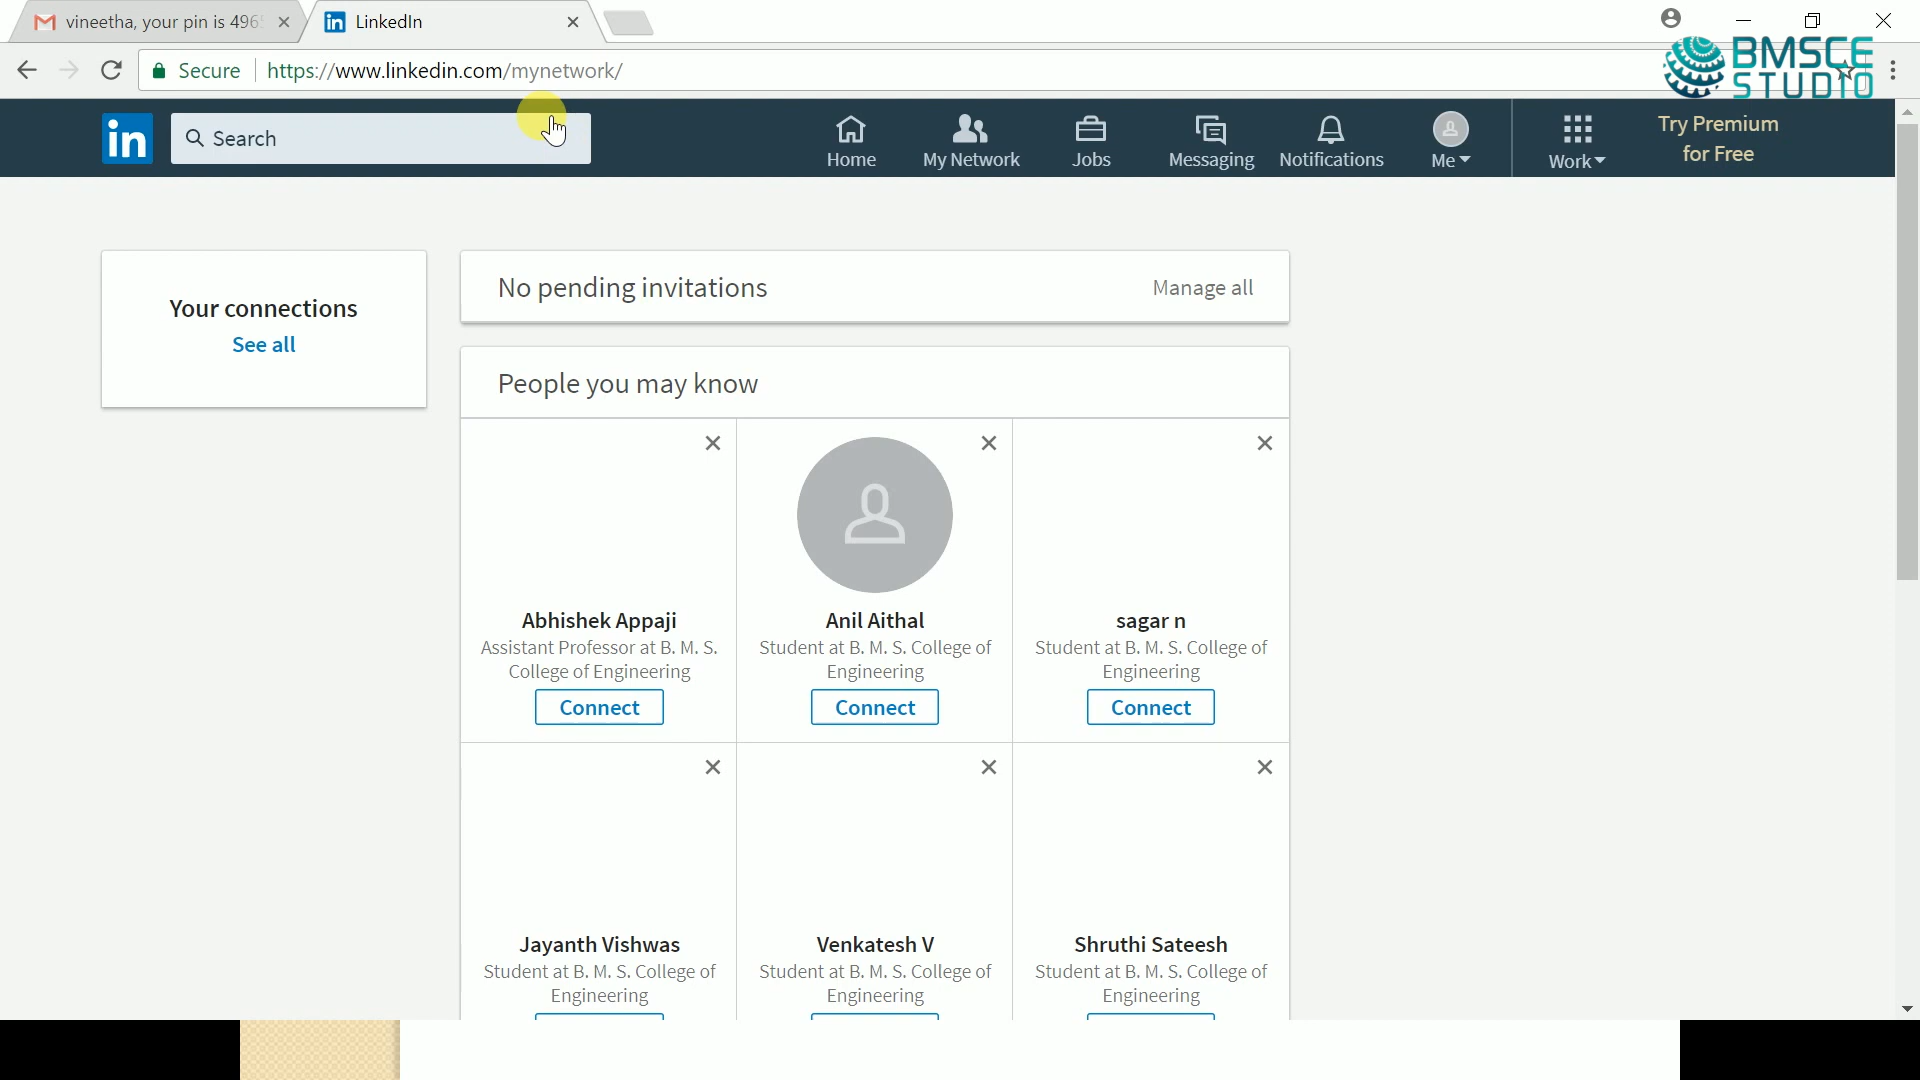 vineetha, your pin is 496
LinkedIn
Secure
https://www.linkedin.com/mynetwork/
BMSCE
STUDIO
in
Search
Home
My Network
Jobs
Messaging
Notifications
Me
Work
Try Premium
for Free
Your connections
See all
No pending invitations
Manage all
People you may know
Abhishek Appaji
Assistant Professor at B. M. S.
College of Engineering
Connect
Anil Aithal
Student at B. M. S. College of
Engineering
Connect
sagar n
Student at B. M. S. College of
Engineering
Connect
Jayanth Vishwas
Student at B. M. S. College of
Engineering
Venkatesh V
Student at B. M. S. College of
Engineering
Shruthi Sateesh
Student at B. M. S. College of
Engineering